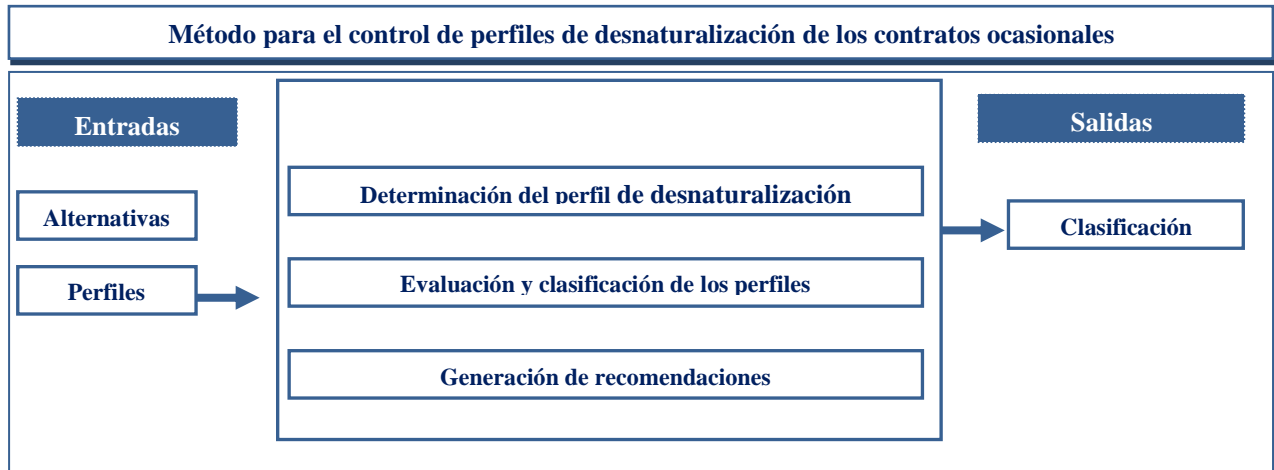 Método para el control de perfiles de desnaturalización de los contratos ocasionales
Entradas
Alternativas
Perfiles
Determinación del perfil de desnaturalización
Evaluación y clasificación de los perfiles
Generación de recomendaciones
Salidas
Clasificación